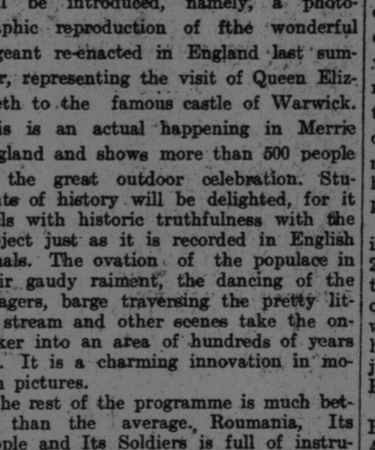 l be introduced, namely, a photo-
phic reproduction of fthe wonderful
geant re-enacted in England last sum-
r, representing the visit of Queen Eliz-
eth to the famous castle of Warwick.
is is an actual happening in Merrie
gland and shows more than 500 people
the great outdoor celebration. Stu-
nts of history will be delighted, for it
ls with historic truthfulness with the
ject just as it is recorded in English
nals. The ovation of the populace in
ir gaudy raiment, the dancing of the
agers, barge traversing the pretty lit-
stream and other scenes take the on-
ker into an area of hundreds of years
. It is a charming innovation in mo-
n pictures.
he rest of the programme is much bet-
than the average. Roumania, Its
ople and Its Soldiers is full of instru-